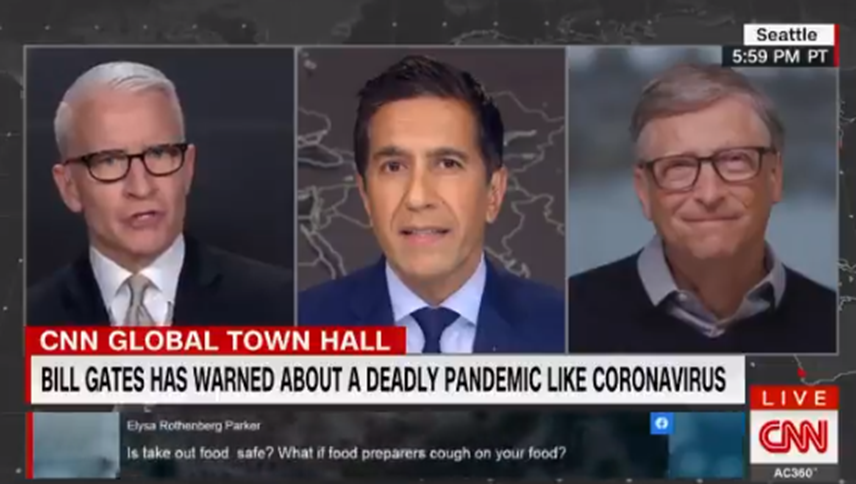 Seattle
5:59 PM PT
CNN GLOBAL TOWN HALL
BILL GATES HAS WARNED ABOUT A DEADLY PANDEMIC LIKE CORONAVIRUS
LIVE
CNN
AC360°
Elysa Rothenberg Parker
Is take out food safe? What if food preparers cough on your food?